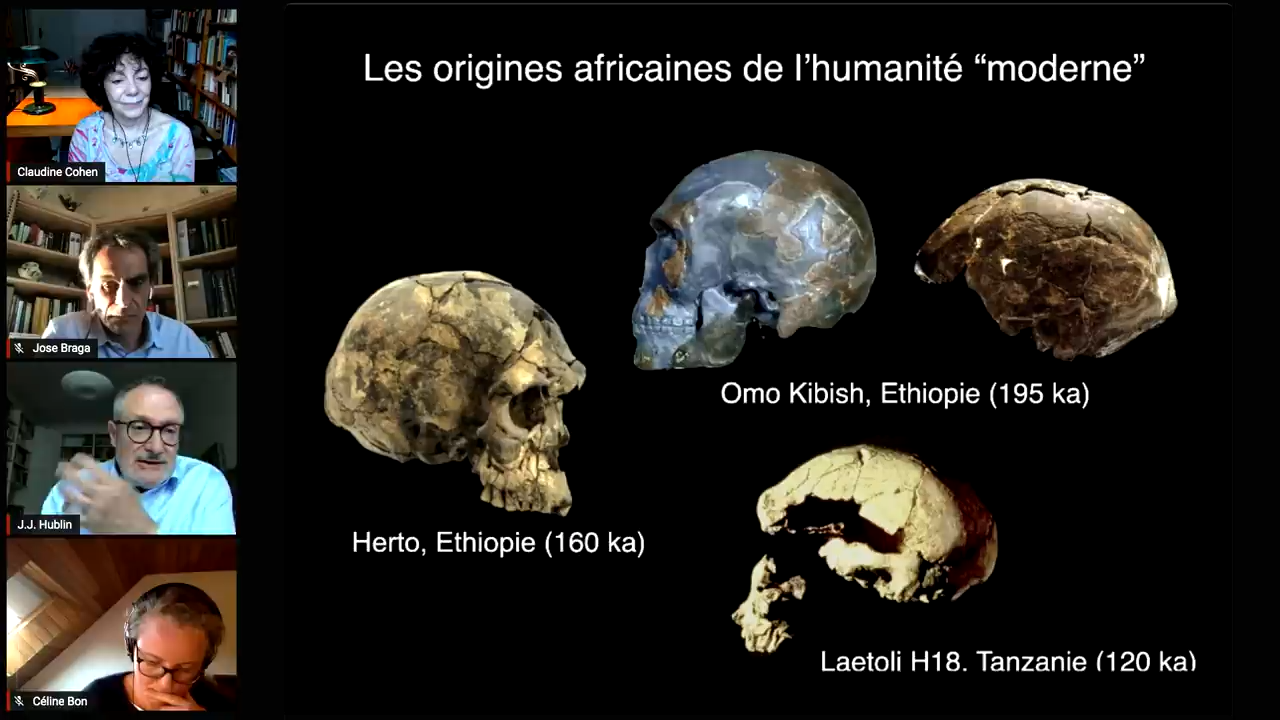 Les origines africaines de l’humanité “moderne”
Claudine Cohen
Jose Braga
Omo Kibish, Ethiopie (195 ka)
J.J. Hublin
Herto, Ethiopie (160 ka)
Laetoli H18. Tanzanie (120 ka)
Céline Bon